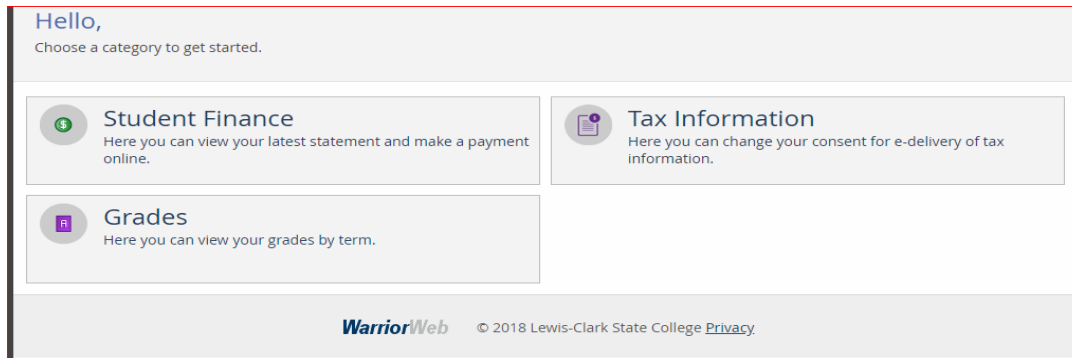 Hello,
Choose a category to get started.
Student Finance
Here you can view your latest statement and make a payment
online.
Tax Information
Here you can change your consent for e-delivery of tax
information.
Grades
Here you can view your grades by term.
WarriorWeb © 2018 Lewis-Clark State College Privacy